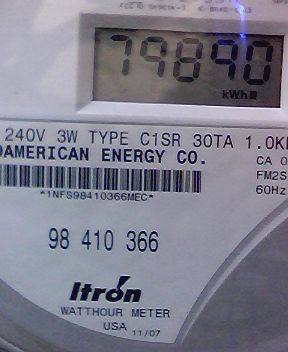 79890
kWh
240V 3W TYPE C1SR 30TA 1.0K
AMERICAN ENERGY CO.
CA 0
FM2S
60Hz
*1NFS98410366MEC*
98 410 366
Itron
WATTHOUR METER
USA 11/07